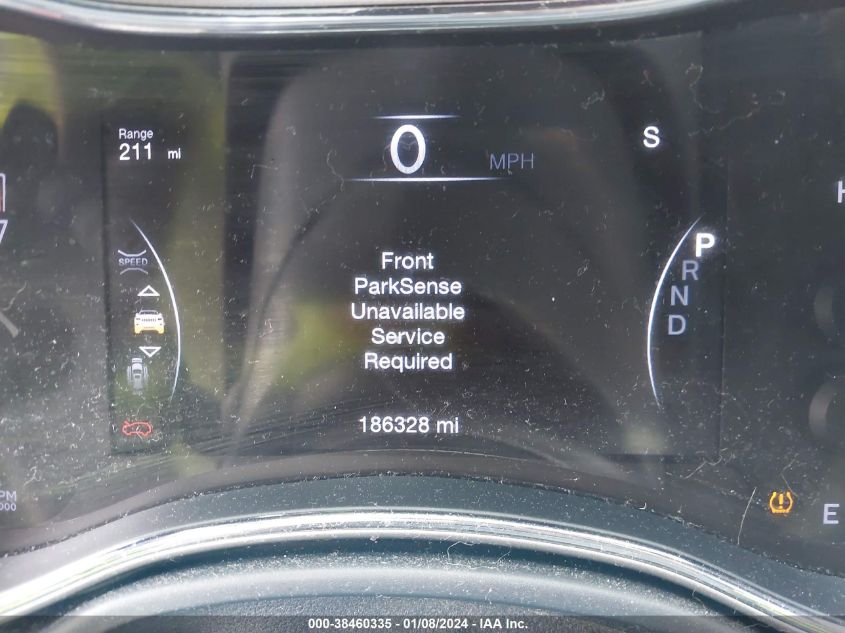 Range
211 mi
0 MPH
S
H
7
SPEED
Front
ParkSense
Unavailable
Service
Required
P
R
N
D
186328 mi
E
000-38460335 - 01/08/2024 - IAA Inc.